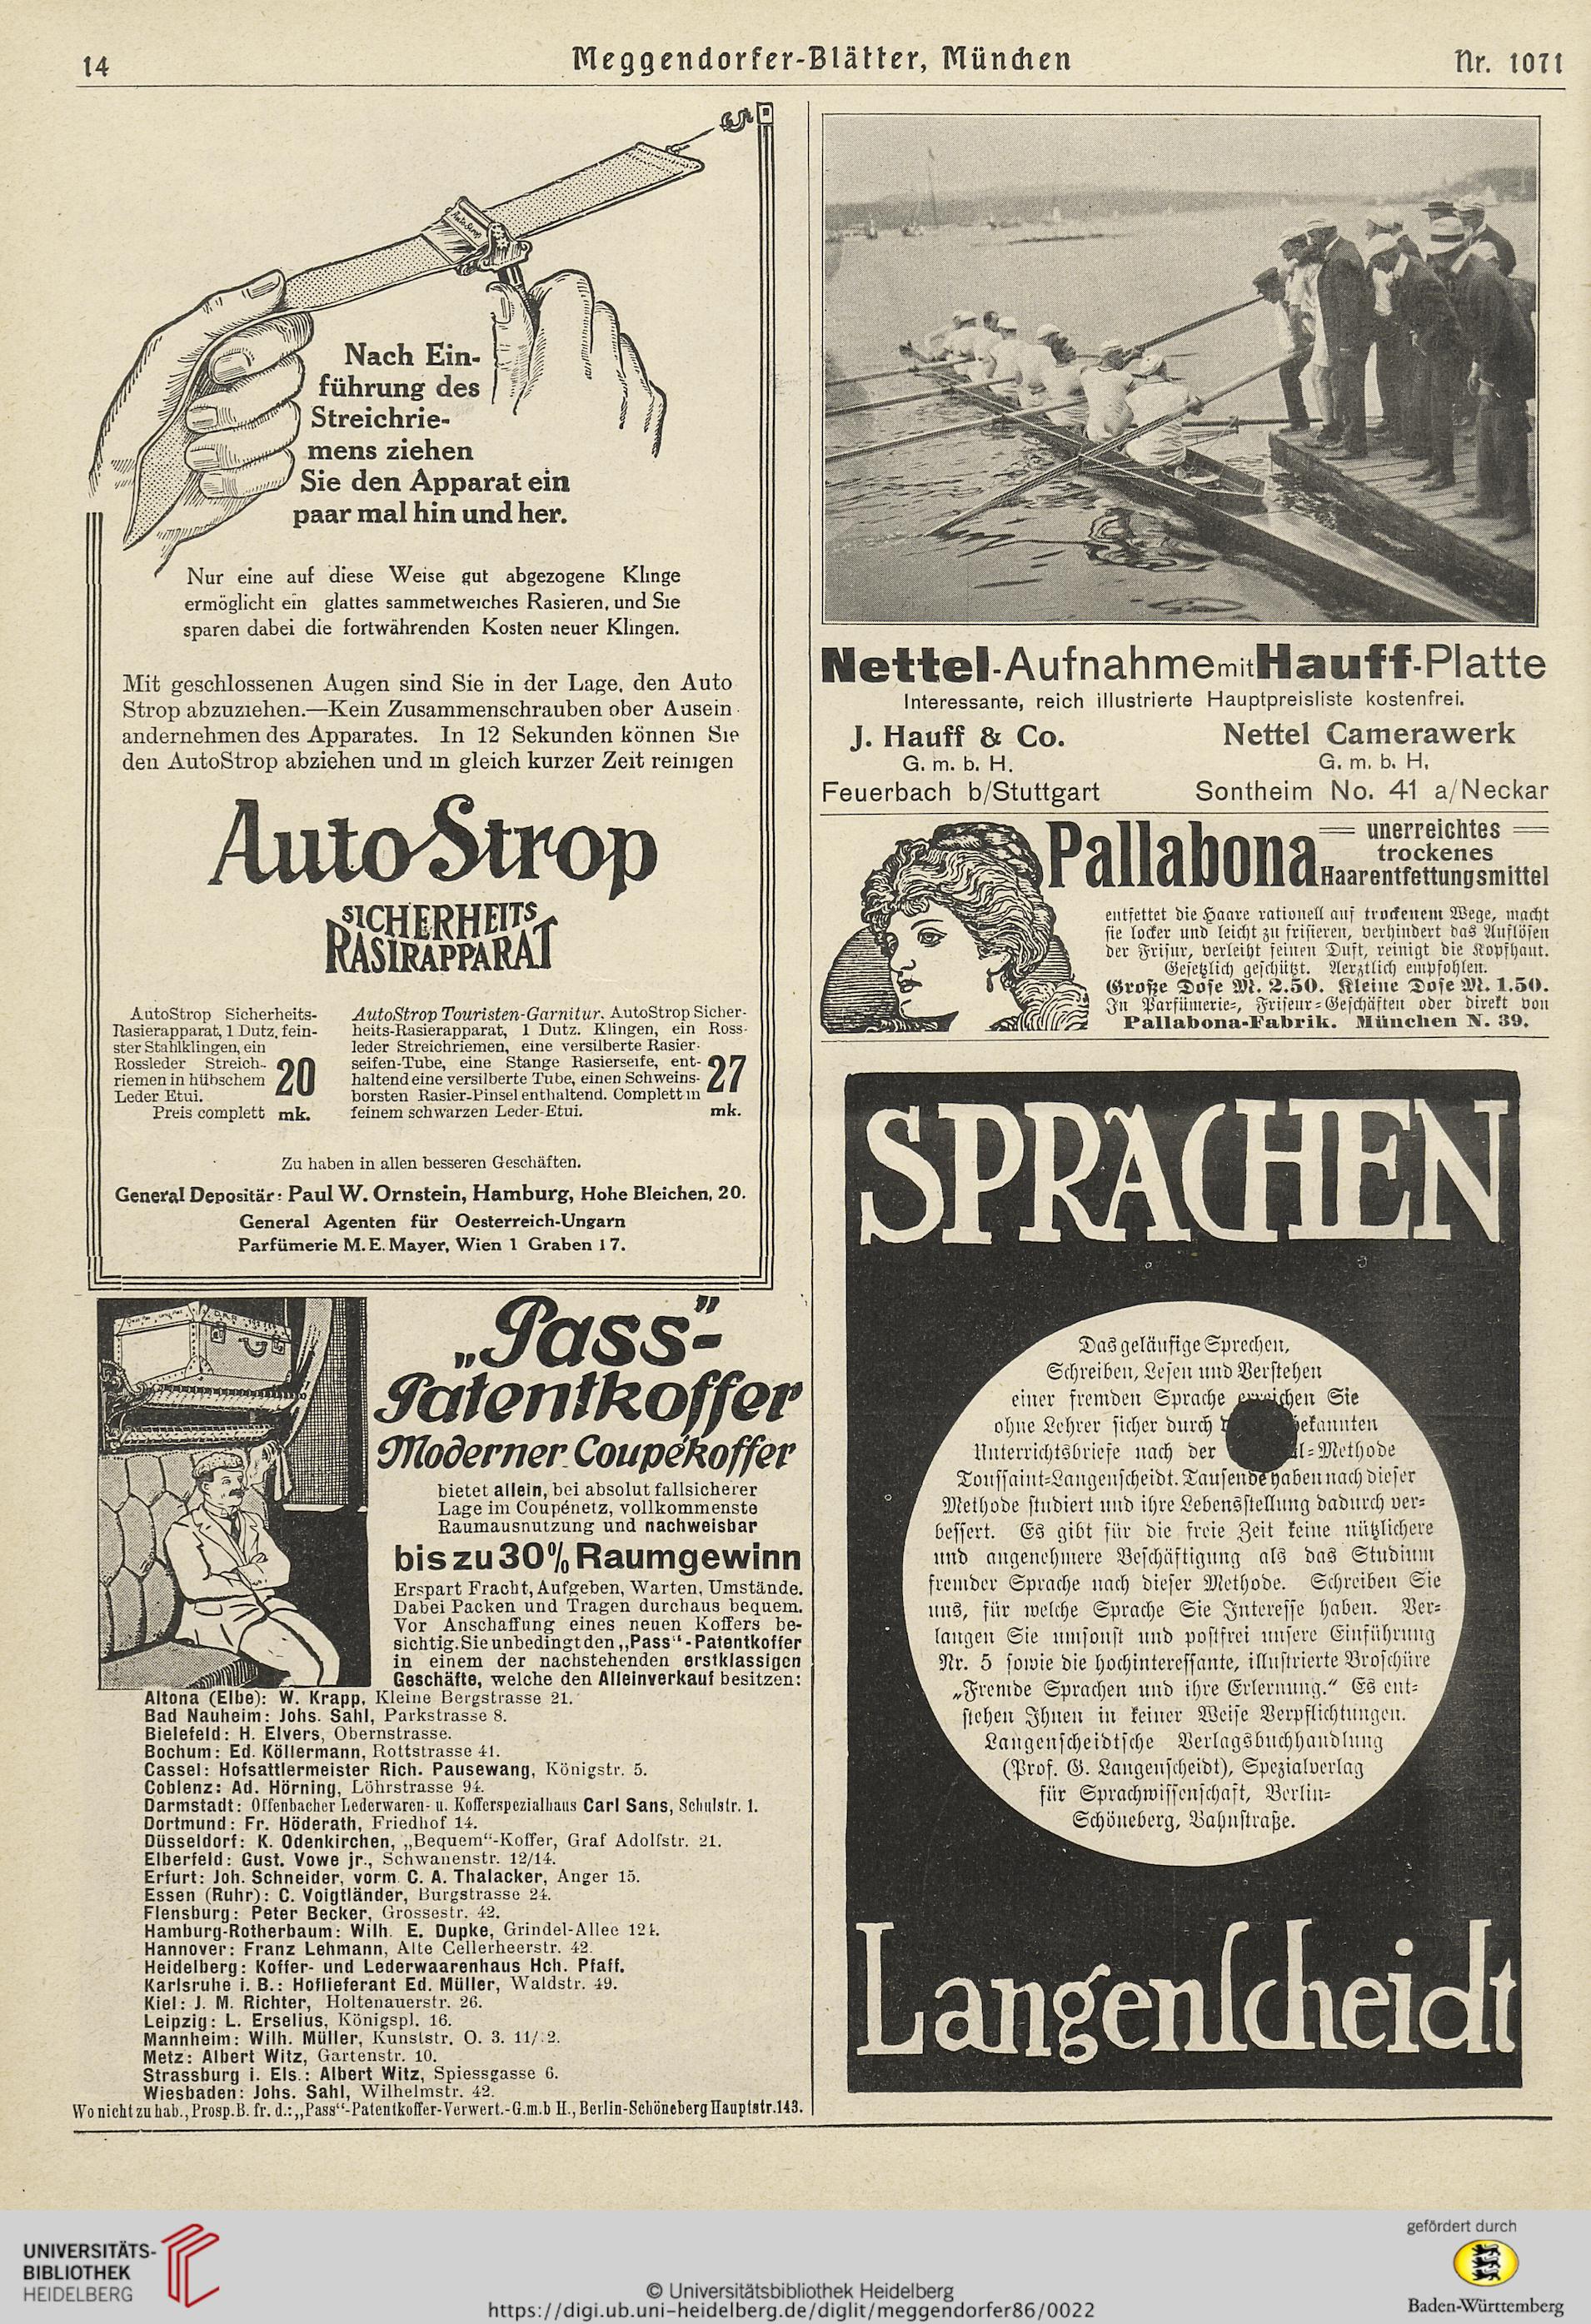 14
Meggendorfer-Blätter, München
Nr. 1071
AutoStrop
Nach Ein-
führung des
Streichrie-
mens ziehen
Sie den Apparat ein
paar mal hin und her.
Nur eine auf diese Weise gut abgezogene Klinge
ermöglicht ein glattes sammetweiches Rasieren, und Sie
sparen dabei die fortwährenden Kosten neuer Klingen.
Mit geschlossenen Augen sind Sie in der Lage, den Auto
Strop abzuziehen.—Kein Zusammenschrauben ober Ausein-
andernehmen des Apparates. In 12 Sekunden können Sie
den AutoStrop abziehen und in gleich kurzer Zeit reinigen
AutoStrop
SICHERHEITS
RASIRAPPARAT
AutoStrop Sicherheits-
Rasierapparat, 1 Dutz. fein-
ster Stahlklingen, ein
Rossleder Streich-
riemen in hübschem
Leder Etui.
Preis complett 20 mk.
AutoStrop Touristen-Garnitur. AutoStrop Sicher-
heits-Rasierapparat, 1 Dutz. Klingen, ein Ross-
leder Streichriemen, eine versilberte Rasier-
seifen-Tube, eine Stange Rasierseife, ent-
haltend eine versilberte Tube, einen Schweins-
borsten Rasier-Pinsel enthaltend. Complett in
feinem schwarzen Leder-Etui. 27 mk.
Zu haben in allen besseren Geschäften.
General Depositär: Paul W. Ornstein, Hamburg, Hohe Bleichen, 20.
General Agenten für Oesterreich-Ungarn
Parfümerie M. E. Mayer, Wien 1 Graben 17.
„Pass"-
Patentkoffer
Moderner Coupékoffer
bietet allein, bei absolut fallsicherer
Lage im Coupénetz, vollkommenste
Raumausnutzung und nachweisbar
bis zu 30% Raumgewinn
Erspart Fracht, Aufgeben, Warten, Umstände.
Dabei Packen und Tragen durchaus bequem.
Vor Anschaffung eines neuen Koffers be-
sichtig. Sie unbedingt den „Pass"-Patentkoffer
in einem der nachstehenden erstklassigen
Geschäfte, welche den Alleinverkauf besitzen:
Altona (Elbe): W. Krapp, Kleine Bergstrasse 21.
Bad Nauheim: Johs. Sahl, Parkstrasse 8.
Bielefeld: H. Elvers, Obernstrasse.
Bochum: Ed. Köllermann, Rottstrasse 41.
Cassel: Hofsattlermeister Rich. Pausewang, Königstr. 5.
Coblenz: Ad. Hörning, Löhrstrasse 94.
Darmstadt: Offenbacher Lederwaren- u. Kofferspezialhaus Carl Sans, Schulstr. 1.
Dortmund: Fr. Höderath, Friedhof 14.
Düsseldorf: K. Odenkirchen, „Bequem"-Koffer, Graf Adolfstr. 21.
Elberfeld: Gust. Vowe jr., Schwanenstr. 12/14.
Erfurt: Joh. Schneider, vorm. C. A. Thalacker, Anger 15.
Essen (Ruhr): C. Voigtländer, Burgstrasse 24.
Flensburg: Peter Becker, Grossestr. 42.
Hamburg-Rotherbaum: Wilh. E. Dupke, Grindel-Allee 124.
Hannover: Franz Lehmann, Alte Cellerheerstr. 42.
Heidelberg: Koffer- und Lederwaarenhaus Hch. Pfaff.
Karlsruhe i. B.: Hoflieferant Ed. Müller, Waldstr. 49.
Kiel: J. M. Richter, Holtenauerstr. 26.
Leipzig: L. Erselius, Königspl. 16.
Mannheim: Wilh. Müller, Kunststr. O. 3. 11/12.
Metz: Albert Witz, Gartenstr. 10.
Strassburg i. Els.: Albert Witz, Spiessgasse 6.
Wiesbaden: Johs. Sahl, Wilhelmstr. 42.
Wo nicht zu hab., Prosp. B. fr. d.: „Pass"-Patentkoffer-Verwert.-G.m.b H., Berlin-Schöneberg Hauptstr. 143.
Nettel-Aufnahme mit Hauff-Platte
Interessante, reich illustrierte Hauptpreisliste kostenfrei.
J. Hauff & Co.
G. m. b. H.
Feuerbach b/Stuttgart
Nettel Camerawerk
G. m. b. H.
Sontheim No. 41 a/Neckar
Pallabona
unerreichtes
trockenes
Haarentfettungsmittel
entfettet die Haare rationell auf trockenem Wege, macht
sie locker und leicht zu frisieren, verhindert das Auflösen
der Frisur, verleiht feinen Duft, reinigt die Kopfhaut.
Gesetzlich geschützt. Aerztlich empfohlen.
Große Dose M. 2.50. Kleine Dose M. 1.50.
In Parfümerie-, Friseur-Geschäften oder direkt von
Pallabona-Fabrik. München N. 39.
SPRACHEN
Das geläufige Sprechen,
Schreiben, Lesen und Verstehen
einer fremden Sprache erreichen Sie
ohne Lehrer sicher durch bekannten
Unterrichtsbriefe nach der l-Methode
Toussaint-Langenscheidt. Tausende haben nach dieser
Methode studiert und ihre Lebensstellung dadurch ver-
bessert. Es gibt für die freie Zeit keine nützlichere
und angenehmere Beschäftigung als das Studium
fremder Sprache nach dieser Methode. Schreiben Sie
uns, für welche Sprache Sie Interesse haben. Ver-
langen Sie umsonst und postfrei unsere Einführung
Nr. 5 sowie die hochinteressante, illustrierte Broschüre
„Fremde Sprachen und ihre Erlernung." Es ent-
stehen Ihnen in keiner Weise Verpflichtungen.
Langenscheidtsche Verlagsbuchhandlung
(Prof. G. Langenscheidt), Spezialverlag
für Sprachwissenschaft, Berlin-
Schöneberg, Bahnstraße.
Langenscheidt
UNIVERSITÄTS-
BIBLIOTHEK
HEIDELBERG
© Universitätsbibliothek Heidelberg
https://digi.ub.uni-heidelberg.de/diglit/meggendorfer86/0022
gefördert durch
Baden-Württemberg